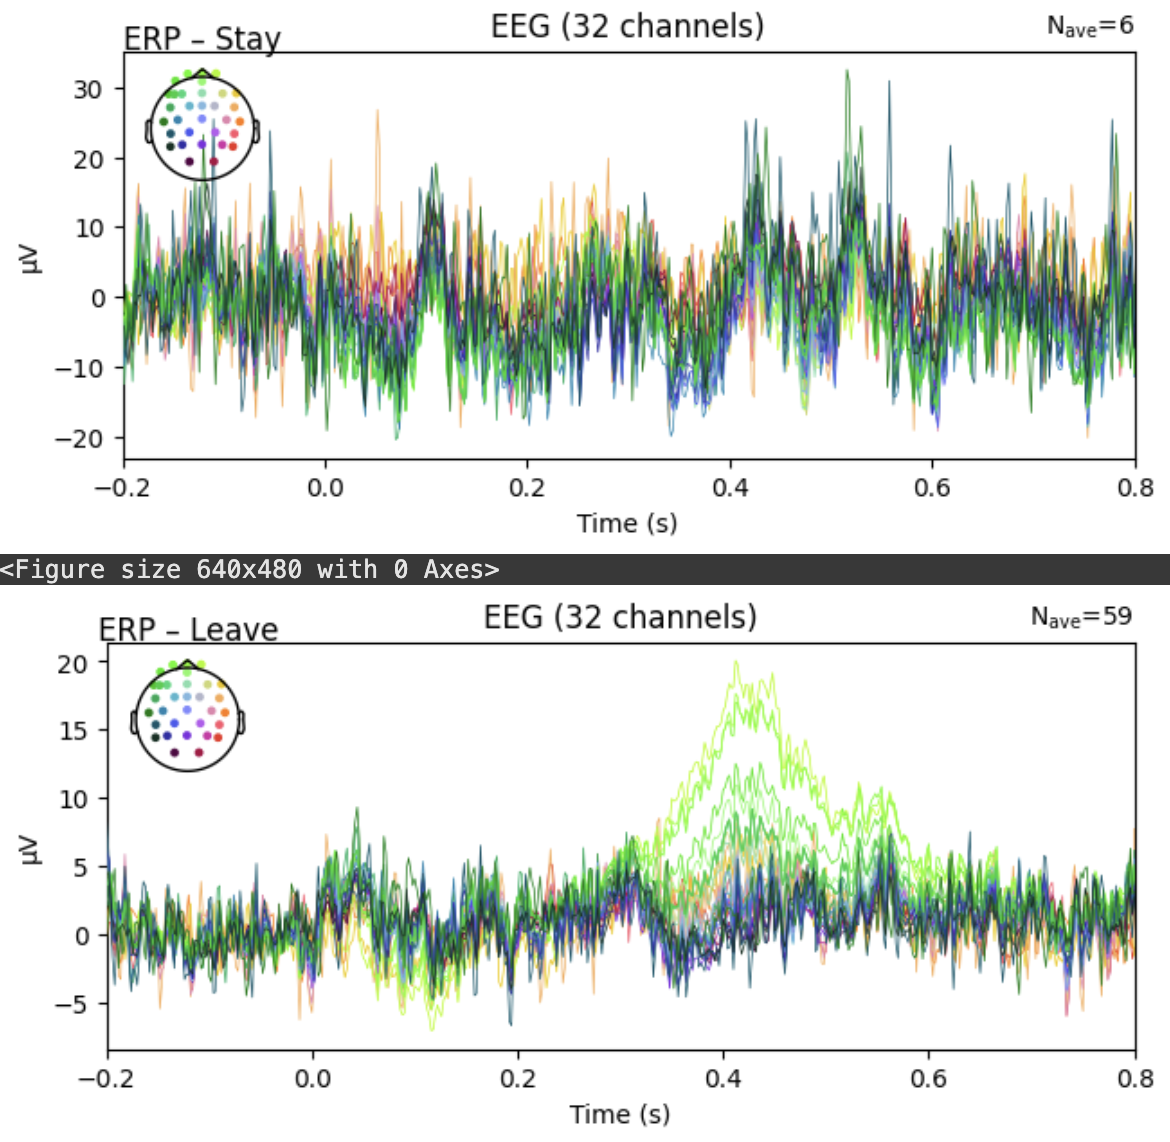 ERP – Stay
EEG (32 channels)
Nave=6
30
20
10
0
−10
−20
μV
−0.2 0.0 0.2 0.4 0.6 0.8
Time (s)
<Figure size 640x480 with 0 Axes>
ERP – Leave
EEG (32 channels)
Nave=59
20
15
10
5
0
−5
μV
−0.2 0.0 0.2 0.4 0.6 0.8
Time (s)